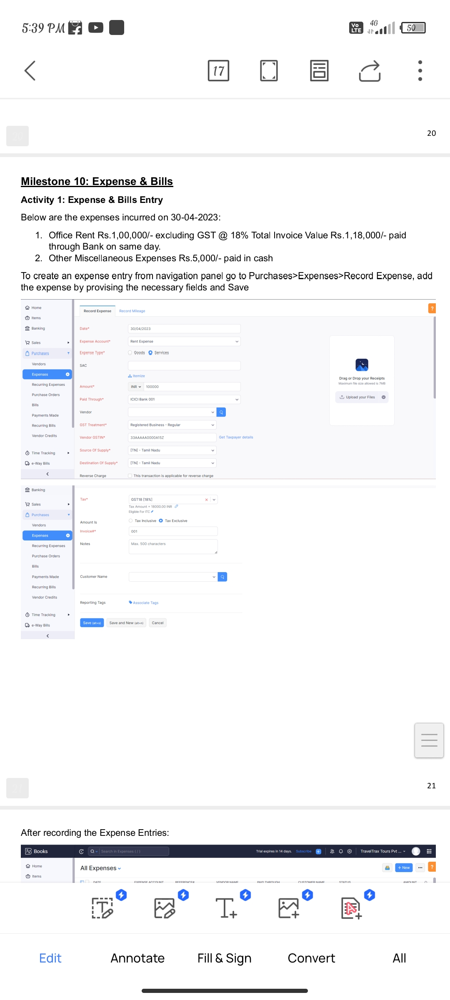 5:39 PM
Vo LTE 4G 50
17
20
20
Milestone 10: Expense & Bills
Activity 1: Expense & Bills Entry
Below are the expenses incurred on 30-04-2023:
1. Office Rent Rs.1,00,000/- excluding GST @ 18% Total Invoice Value Rs.1,18,000/- paid
through Bank on same day.
2. Other Miscellaneous Expenses Rs.5,000/- paid in cash
To create an expense entry from navigation panel go to Purchases>Expenses>Record Expense, add
the expense by provising the necessary fields and Save
Home
Items
Banking
Sales
Purchases
Vendors
Expenses
Recurring Expenses
Purchase Orders
Bills
Payments Made
Recurring Bills
Vendor Credits
Time Tracking
e-Way Bills
Record Expense Record Mileage
?
Date* 30/04/2023
Expense Account* Rent Expense
Expense Type* Goods Services
SAC
Itemize
Amount* INR 100000
Paid Through* ICICI Bank 001
Vendor
GST Treatment* Registered Business - Regular
Vendor GSTIN* 33AAAAA0000A15Z Get Taxpayer details
Source Of Supply* [TN] - Tamil Nadu
Destination Of Supply* [TN] - Tamil Nadu
Reverse Charge This transaction is applicable for reverse charge
Drag or Drop your Receipts
Maximum file size allowed is 7MB
Upload your Files
Banking
Sales
Purchases
Vendors
Expenses
Recurring Expenses
Purchase Orders
Bills
Payments Made
Recurring Bills
Vendor Credits
Time Tracking
e-Way Bills
Tax* GST18 [18%]
Tax Amount = 18000.00 INR
Eligible For ITC
Amount Is Tax Inclusive Tax Exclusive
Invoice#* 001
Notes Max. 500 characters
Customer Name
Reporting Tags Associate Tags
Save (alt+s) Save and New (alt+n) Cancel
21
21
After recording the Expense Entries:
Books Search in Expenses ( / ) Trial expires in 14 days. Subscribe TravelTrax Tours Pvt ...
Home
Items
All Expenses
+ New ?
DATE EXPENSE ACCOUNT REFERENCE# VENDOR NAME PAID THROUGH CUSTOMER NAME STATUS AMOUNT
Edit Annotate Fill & Sign Convert All